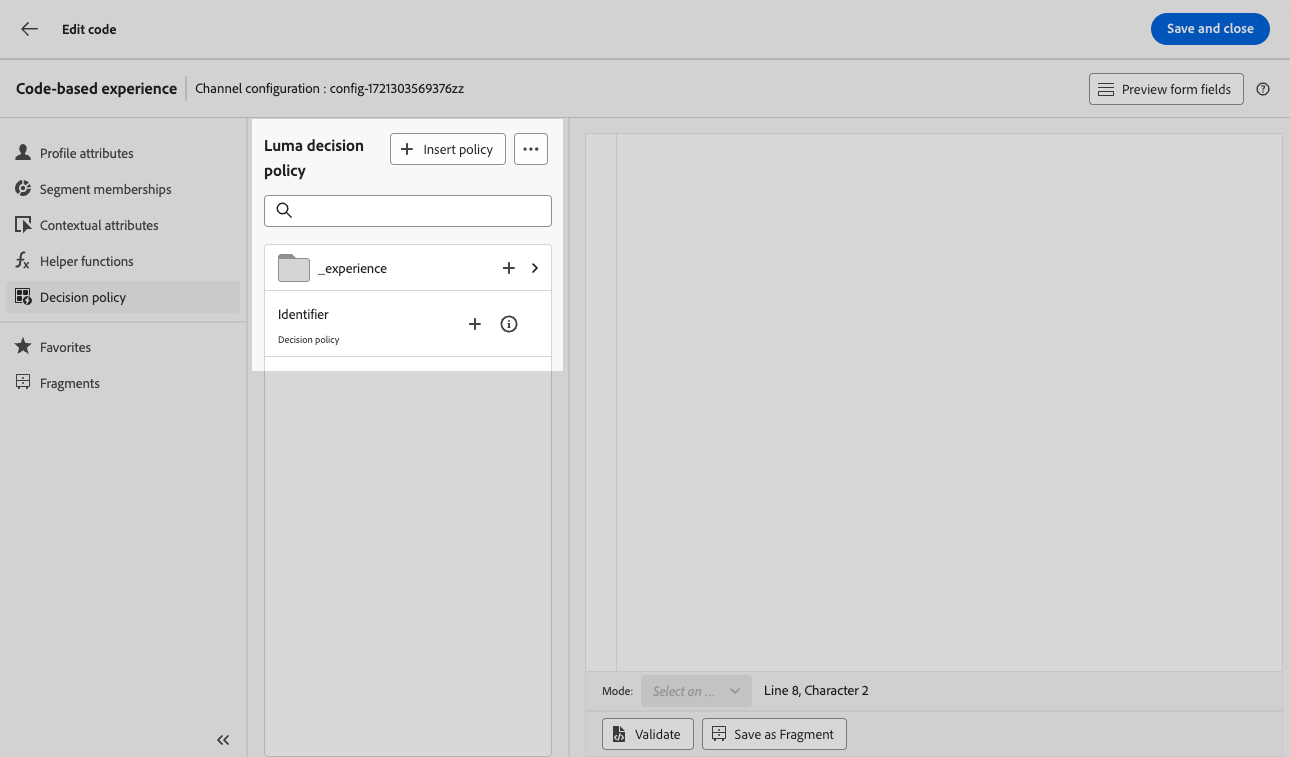 Edit code
Save and close
Code-based experience
Channel configuration : config-1721303569376zz
Preview form fields
Profile attributes
Segment memberships
Contextual attributes
Helper functions
Decision policy
Favorites
Fragments
Luma decision
policy
Insert policy
_experience
Identifier
Decision policy
Mode:
Select an ...
Line 8, Character 2
Validate
Save as Fragment